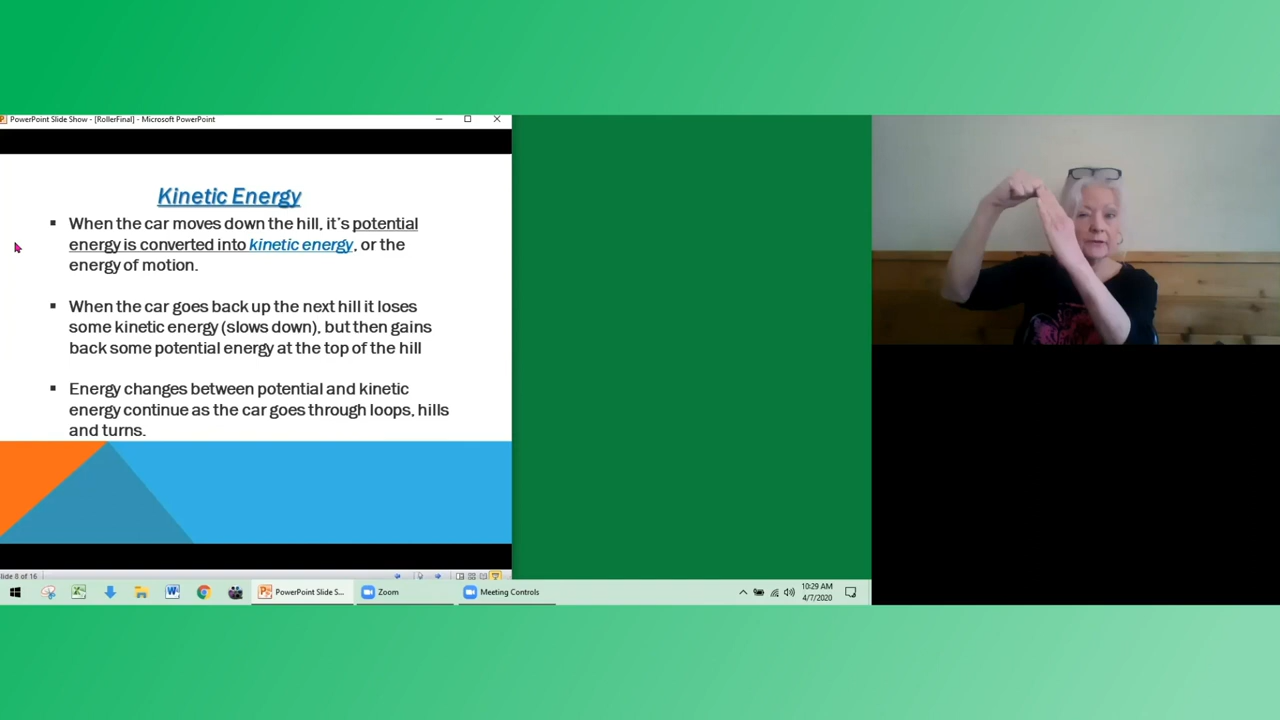 PowerPoint Slide Show - [RollerFinal] - Microsoft PowerPoint
Kinetic Energy
▪ When the car moves down the hill, it's potential
energy is converted into kinetic energy, or the
energy of motion.
▪ When the car goes back up the next hill it loses
some kinetic energy (slows down), but then gains
back some potential energy at the top of the hill
▪ Energy changes between potential and kinetic
energy continue as the car goes through loops, hills
and turns.
lide 8 of 16
PowerPoint Slide S...
Zoom
Meeting Controls
10:29 AM
4/7/2020